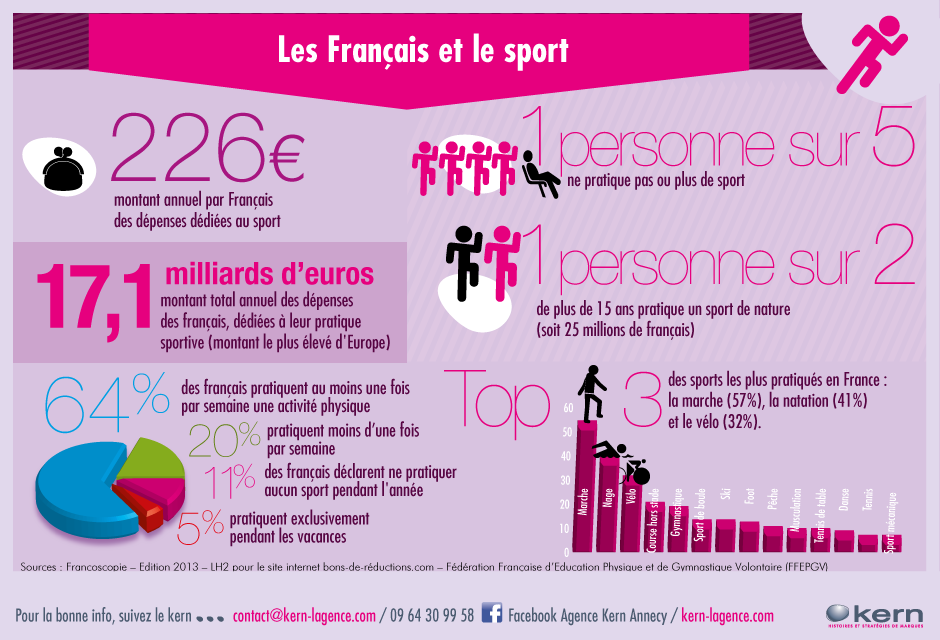 Les Français et le sport
226€
montant annuel par Français
des dépenses dédiées au sport
1 personne sur 5
ne pratique pas ou plus de sport
17,1 milliards d'euros
montant total annuel des dépenses
des français, dédiées à leur pratique
sportive (montant le plus élevé d'Europe)
1 personne sur 2
de plus de 15 ans pratique un sport de nature
(soit 25 millions de français)
64%
des français pratiquent au moins une fois
par semaine une activité physique
20%
pratiquent moins d'une fois
par semaine
11%
des français déclarent ne pratiquer
aucun sport pendant l'année
5%
pratiquent exclusivement
pendant les vacances
Top 3
des sports les plus pratiqués en France :
la marche (57%), la natation (41%)
et le vélo (32%).
60
50
40
30
20
10
0
Marche
Nage
Vélo
Course hors stade
Gymnastique
Sport de boule
Ski
Foot
Pêche
Musculation
Tennis de table
Danse
Tennis
Sport mécanique
Sources : Francoscopie – Edition 2013 – LH2 pour le site internet bons-de-réductions.com – Fédération Française d'Education Physique et de Gymnastique Volontaire (FFEPGV)
Pour la bonne info, suivez le kern ... contact@kern-lagence.com / 09 64 30 99 58 f Facebook Agence Kern Annecy / kern-lagence.com
kern
HISTOIRES ET STRATÉGIES DE MARQUES